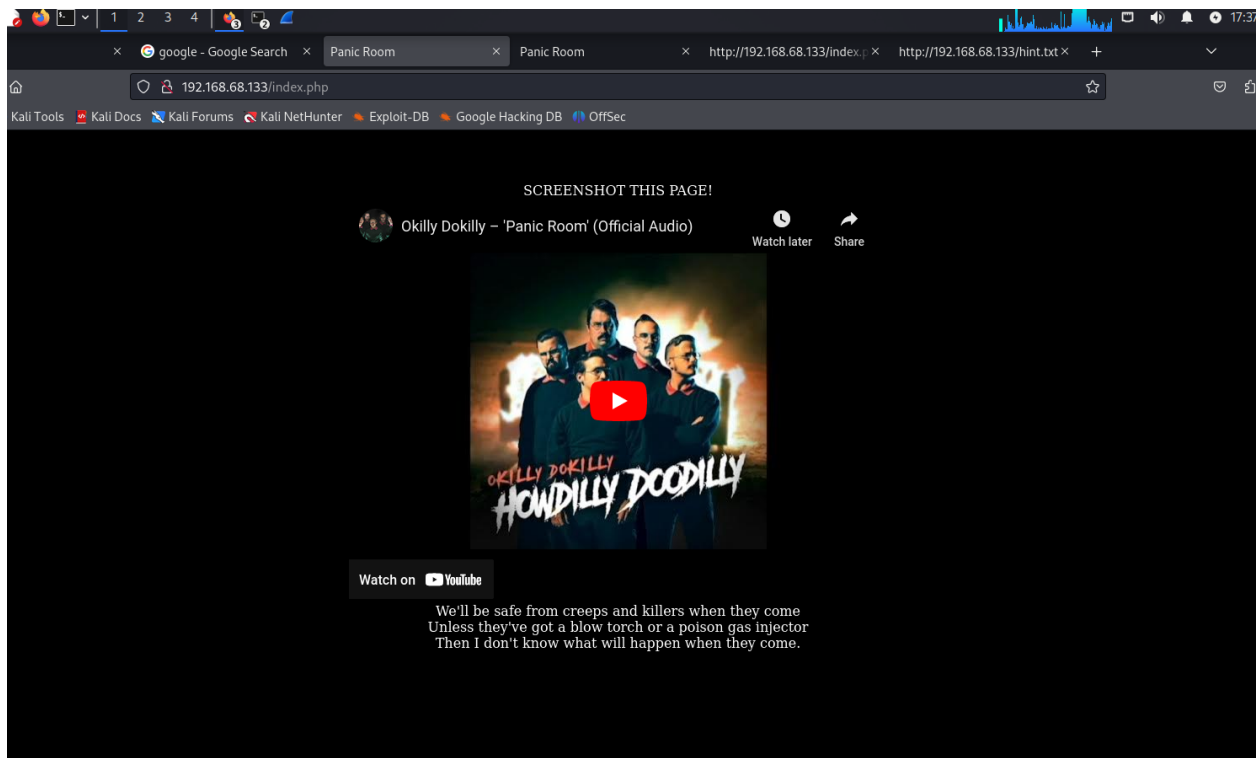 1 2 3 4 17:37
google - Google Search Panic Room Panic Room http://192.168.68.133/index.p http://192.168.68.133/hint.txt
192.168.68.133/index.php
Kali Tools Kali Docs Kali Forums Kali NetHunter Exploit-DB Google Hacking DB OffSec
SCREENSHOT THIS PAGE!
Okilly Dokilly – 'Panic Room' (Official Audio)
Watch later Share
OKILLY DOKILLY
HOWDILLY DOODILLY
Watch on YouTube
We'll be safe from creeps and killers when they come
Unless they've got a blow torch or a poison gas injector
Then I don't know what will happen when they come.